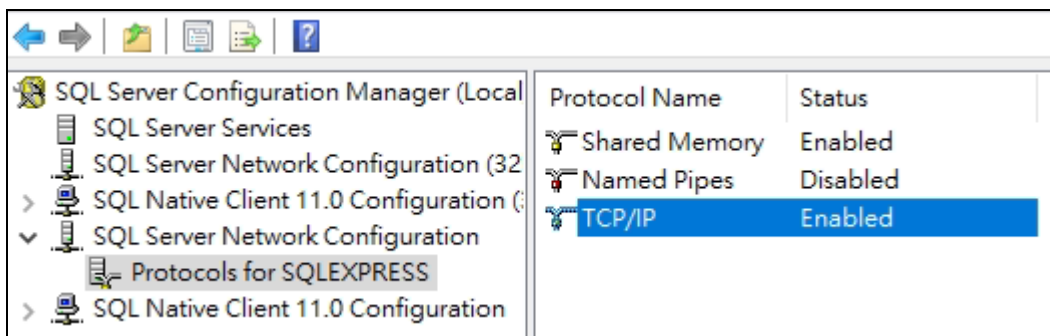 SQL Server Configuration Manager (Local
SQL Server Services
SQL Server Network Configuration (32
SQL Native Client 11.0 Configuration (
SQL Server Network Configuration
Protocols for SQLEXPRESS
SQL Native Client 11.0 Configuration
Protocol Name Status
Shared Memory Enabled
Named Pipes Disabled
TCP/IP Enabled